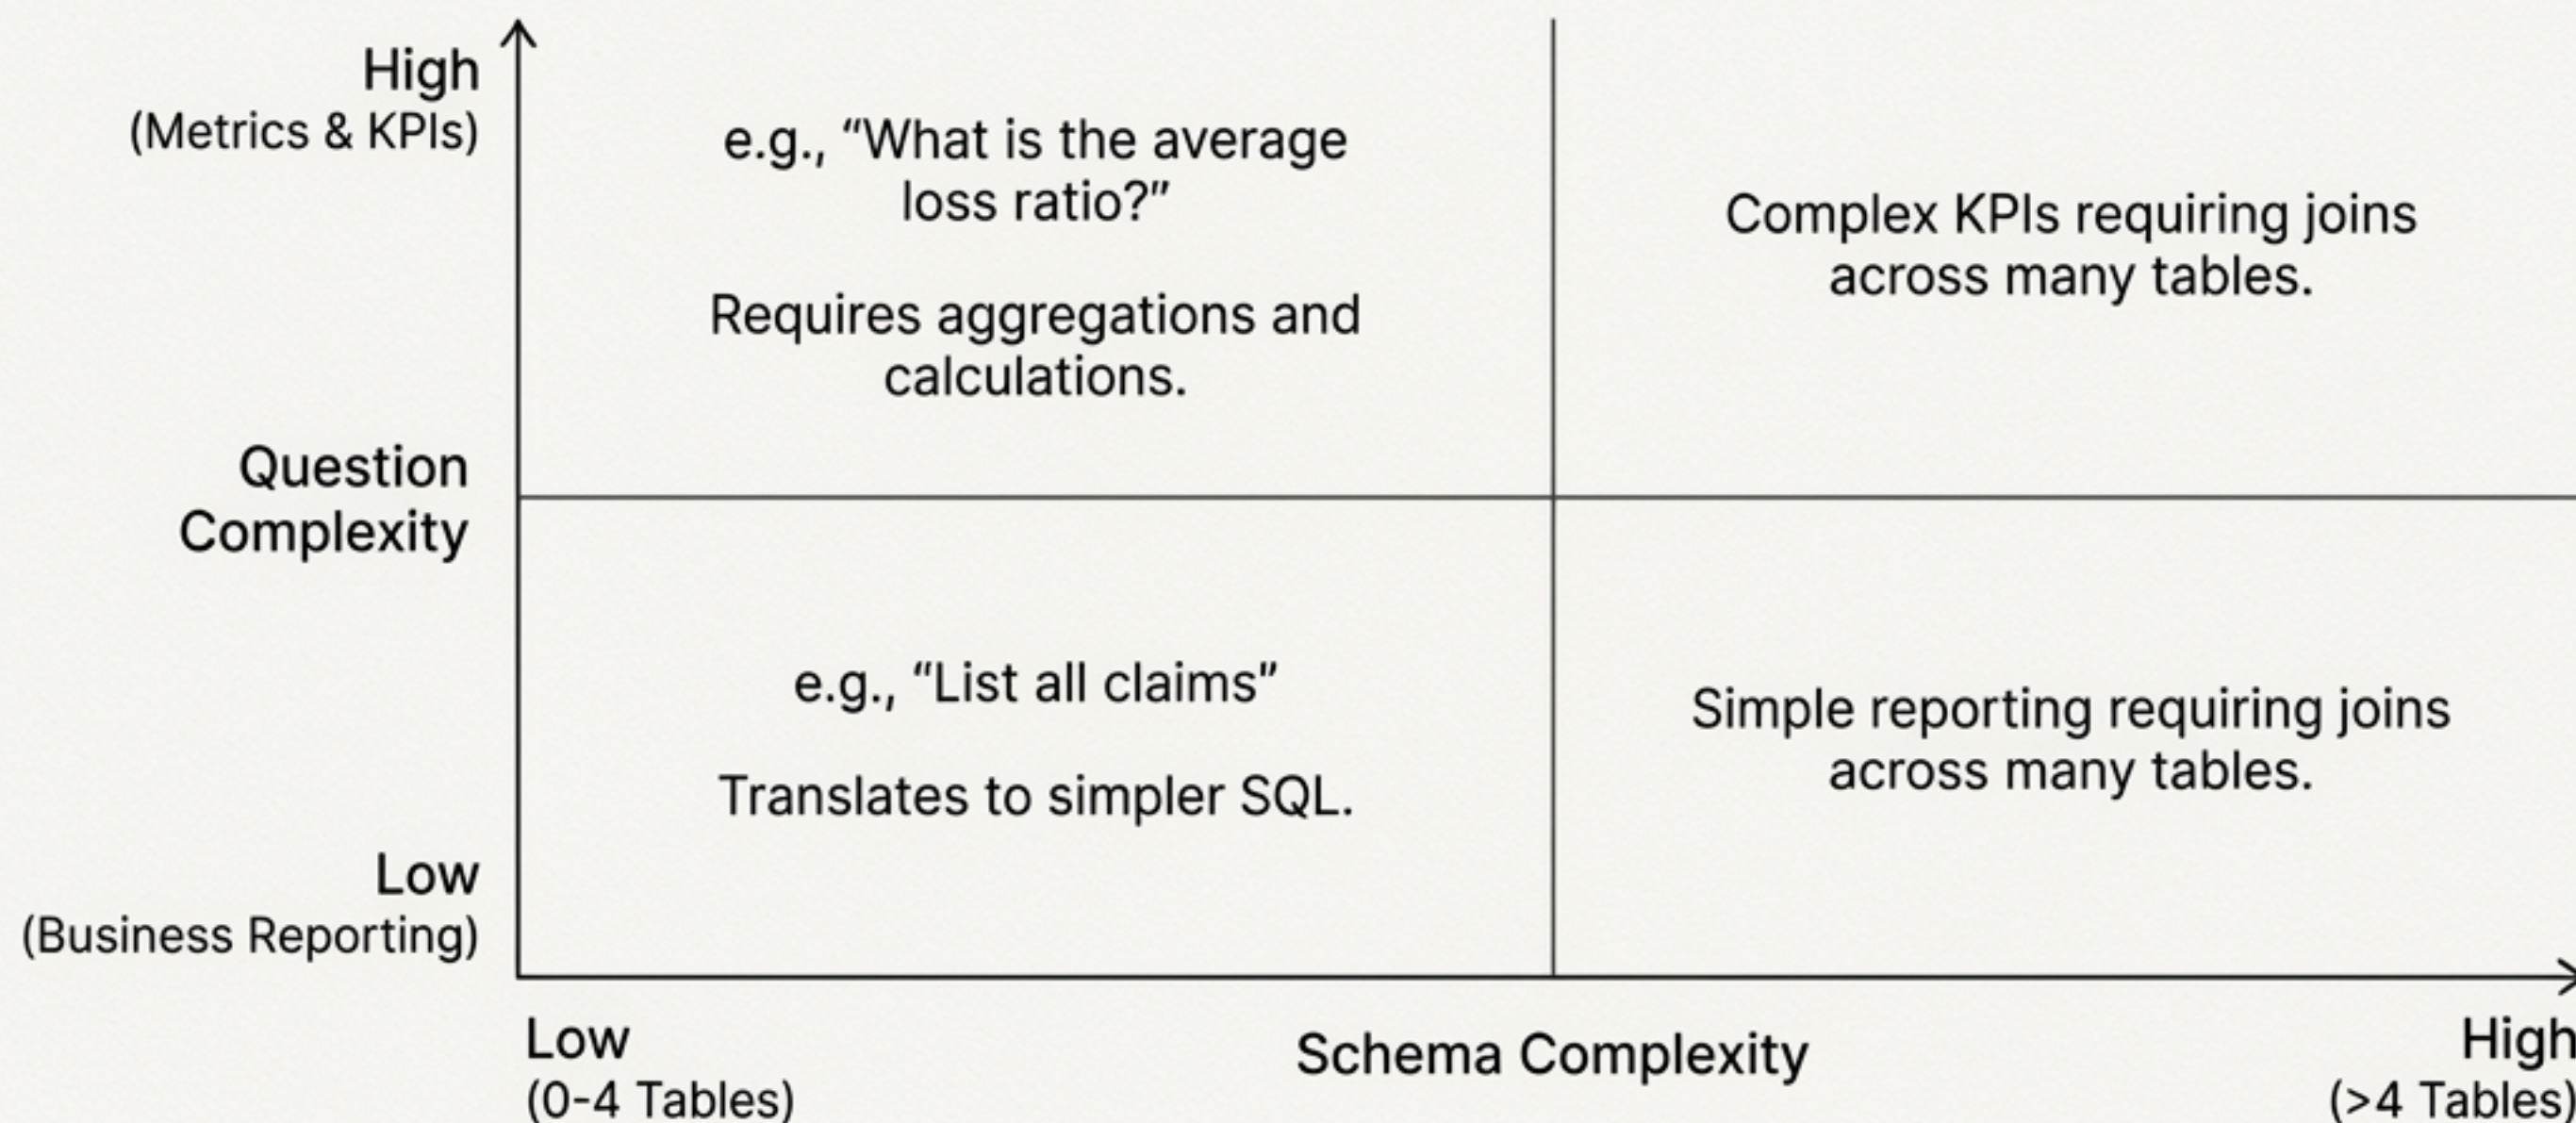 High
(Metrics & KPIs)
e.g., “What is the average
loss ratio?”
Requires aggregations and
calculations.
Complex KPIs requiring joins
across many tables.
Question
Complexity
e.g., “List all claims”
Translates to simpler SQL.
Simple reporting requiring joins
across many tables.
Low
(Business Reporting)
Low
(0-4 Tables)
Schema Complexity
High
(>4 Tables)